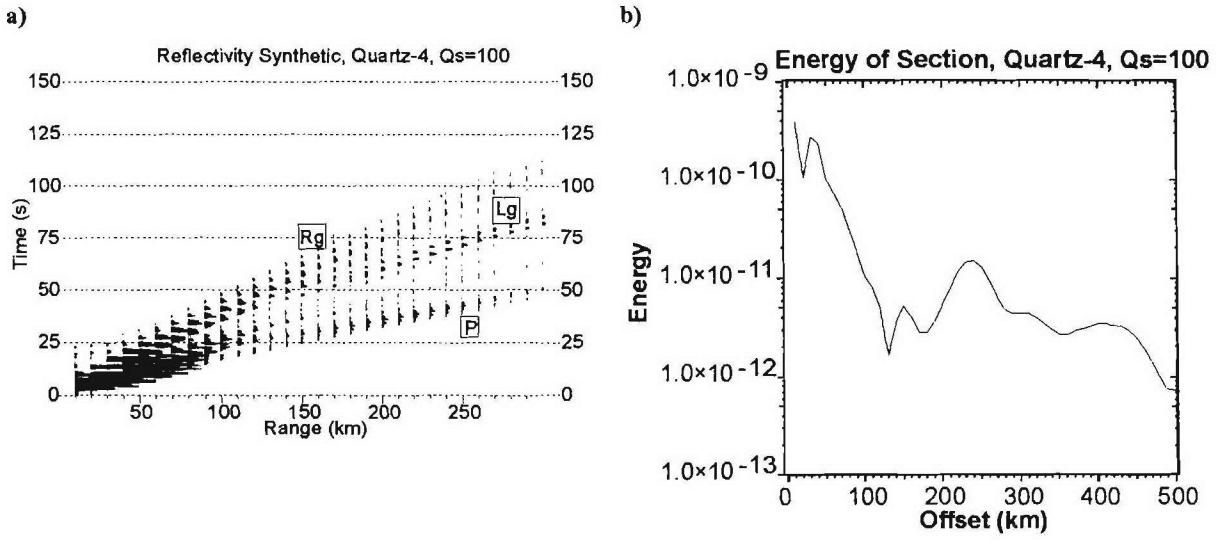 a)
Reflectivity Synthetic, Quartz-4, Qs=100
150
150
125
125
100
100
75
75
50
50
25
25
0
0
Time (s)
Rg
Lg
P
50
100
150
200
250
Range (km)
b)
Energy of Section, Quartz-4, Qs=100
1.0×10 -9
1.0×10 -10
1.0×10 -11
1.0×10 -12
1.0×10 -13
Energy
0
100
200
300
400
500
Offset (km)